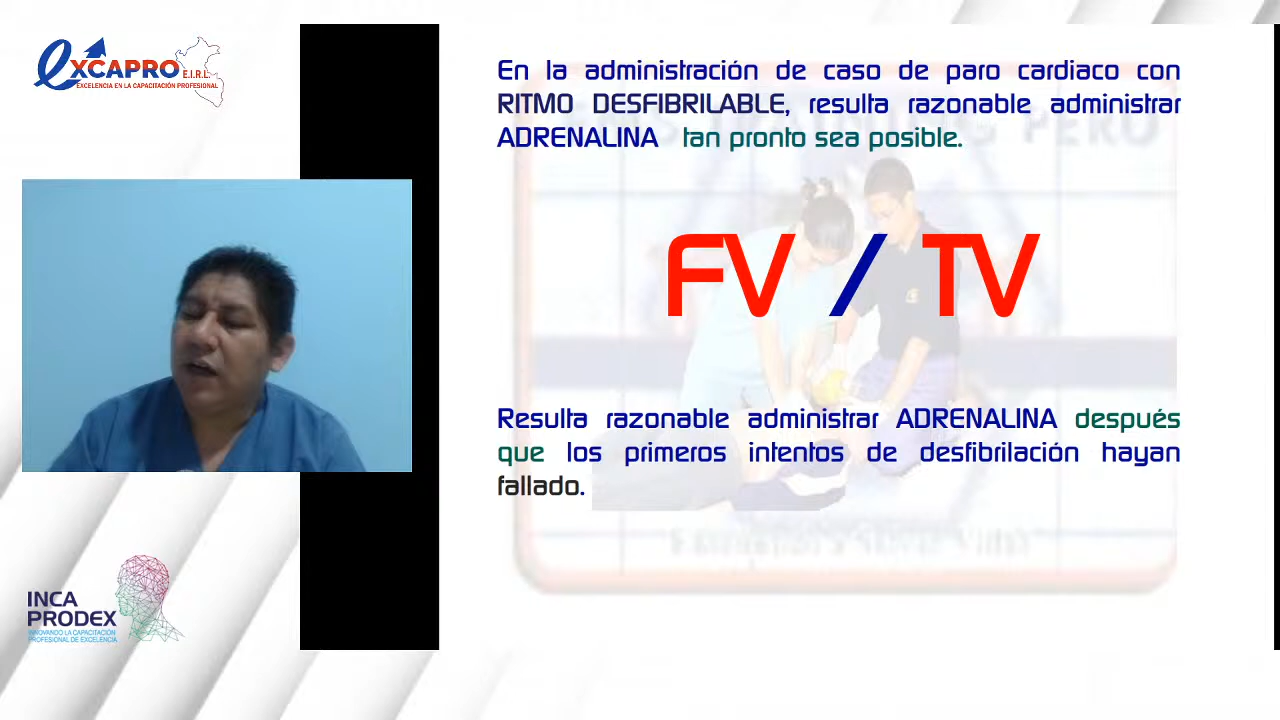 eXCAPRO E.I.R.L.
EXCELENCIA EN LA CAPACITACIÓN PROFESIONAL
En la administración de caso de paro cardiaco con
RITMO DESFIBRILABLE, resulta razonable administrar
ADRENALINA tan pronto sea posible.
FV / TV
Resulta razonable administrar ADRENALINA después
que los primeros intentos de desfibrilación hayan
fallado.
INCA
PRODEX
INNOVANDO LA CAPACITACIÓN
PROFESIONAL DE EXCELENCIA